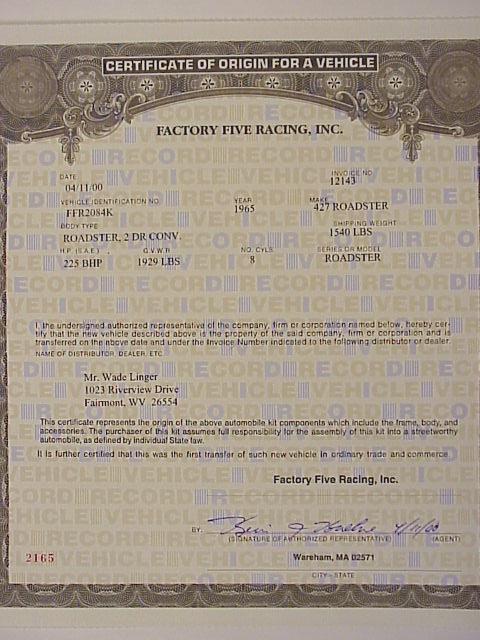 CERTIFICATE OF ORIGIN FOR A VEHICLE
FACTORY FIVE RACING, INC.
DATE INVOICE NO.
04/11/00 12143
VEHICLE IDENTIFICATION NO. YEAR MAKE
FFR2084K 1965 427 ROADSTER
BODY TYPE SHIPPING WEIGHT
ROADSTER, 2 DR CONV. 1540 LBS
H.P. (S.A.E.) G.V.W.R. NO. CYLS. SERIES OR MODEL
225 BHP 1929 LBS 8 ROADSTER
I, the undersigned authorized representative of the company, firm or corporation named below, hereby cer-
tify that the new vehicle described above is the property of the said company, firm or corporation and is
transferred on the above date and under the Invoice Number indicated to the following distributor or dealer.
NAME OF DISTRIBUTOR, DEALER, ETC.
Mr. Wade Linger
1023 Riverview Drive
Fairmont, WV 26554
This certificate represents the origin of the above automobile kit components which include the frame, body, and
accessories. The purchaser of this kit assumes full responsibility for the assembly of this kit into a streetworthy
automobile, as defined by Individual State law.
It is further certified that this was the first transfer of such new vehicle in ordinary trade and commerce.
Factory Five Racing, Inc.
BY: 4/11/00
(SIGNATURE OF AUTHORIZED REPRESENTATIVE) (AGENT)
2165
Wareham, MA 02571
CITY - STATE